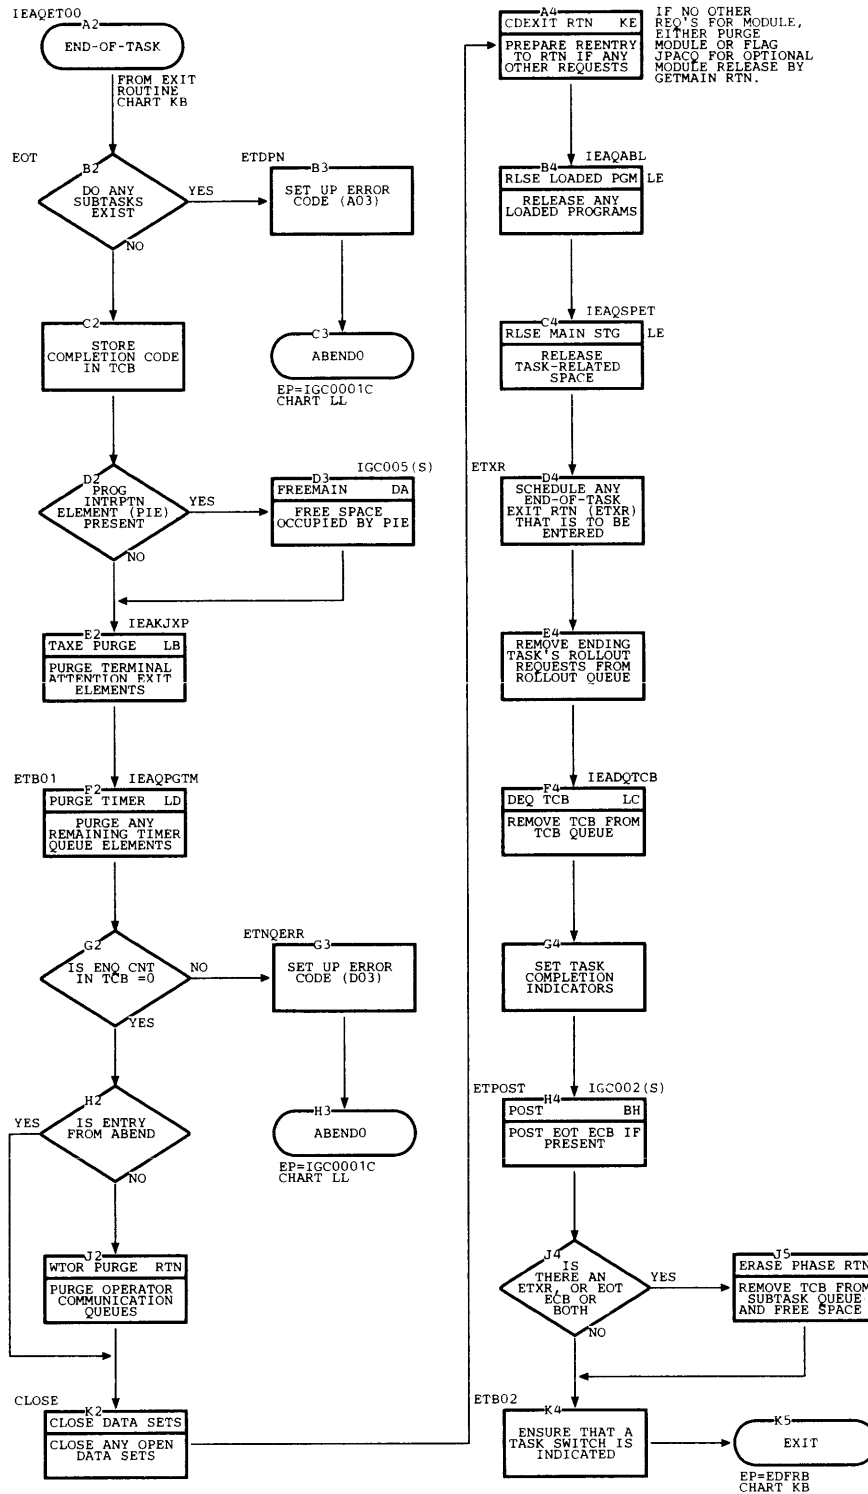 IEAQET00
A2
END-OF-TASK
FROM EXIT
ROUTINE
CHART KB
EOT
B2
DO ANY
SUBTASKS
EXIST
YES
NO
ETDPN
B3
SET UP ERROR
CODE (A03)
C3
ABEND0
EP=IGC0001C
CHART LL
C2
STORE
COMPLETION CODE
IN TCB
D2
PROG
INTRPTN
ELEMENT (PIE)
PRESENT
YES
NO
IGC005(S)
D3
FREEMAIN DA
FREE SPACE
OCCUPIED BY PIE
IEAKJXP
E2
TAXE PURGE LB
PURGE TERMINAL
ATTENTION EXIT
ELEMENTS
ETB01
IEAQPGTM
F2
PURGE TIMER LD
PURGE ANY
REMAINING TIMER
QUEUE ELEMENTS
G2
IS ENQ CNT
IN TCB =0
NO
YES
ETNQERR
G3
SET UP ERROR
CODE (D03)
H3
ABEND0
EP=IGC0001C
CHART LL
H2
IS ENTRY
FROM ABEND
YES
NO
J2
WTOR PURGE RTN
PURGE OPERATOR
COMMUNICATION
QUEUES
CLOSE
K2
CLOSE DATA SETS
CLOSE ANY OPEN
DATA SETS
A4
CDEXIT RTN KE
PREPARE REENTRY
TO RTN IF ANY
OTHER REQUESTS
IF NO OTHER
REQ'S FOR MODULE,
EITHER PURGE
MODULE OR FLAG
JPACQ FOR OPTIONAL
MODULE RELEASE BY
GETMAIN RTN.
IEAQABL
B4
RLSE LOADED PGM LE
RELEASE ANY
LOADED PROGRAMS
IEAQSPET
C4
RLSE MAIN STG LE
RELEASE
TASK-RELATED
SPACE
ETXR
D4
SCHEDULE ANY
END-OF-TASK
EXIT RTN (ETXR)
THAT IS TO BE
ENTERED
E4
REMOVE ENDING
TASK'S ROLLOUT
REQUESTS FROM
ROLLOUT QUEUE
IEADQTCB
F4
DEQ TCB LC
REMOVE TCB FROM
TCB QUEUE
G4
SET TASK
COMPLETION
INDICATORS
ETPOST
IGC002(S)
H4
POST BH
POST EOT ECB IF
PRESENT
J4
IS
THERE AN
ETXR, OR EOT
ECB OR
BOTH
YES
NO
J5
ERASE PHASE RTN
REMOVE TCB FROM
SUBTASK QUEUE
AND FREE SPACE
ETB02
K4
ENSURE THAT A
TASK SWITCH IS
INDICATED
K5
EXIT
EP=EDFRB
CHART KB